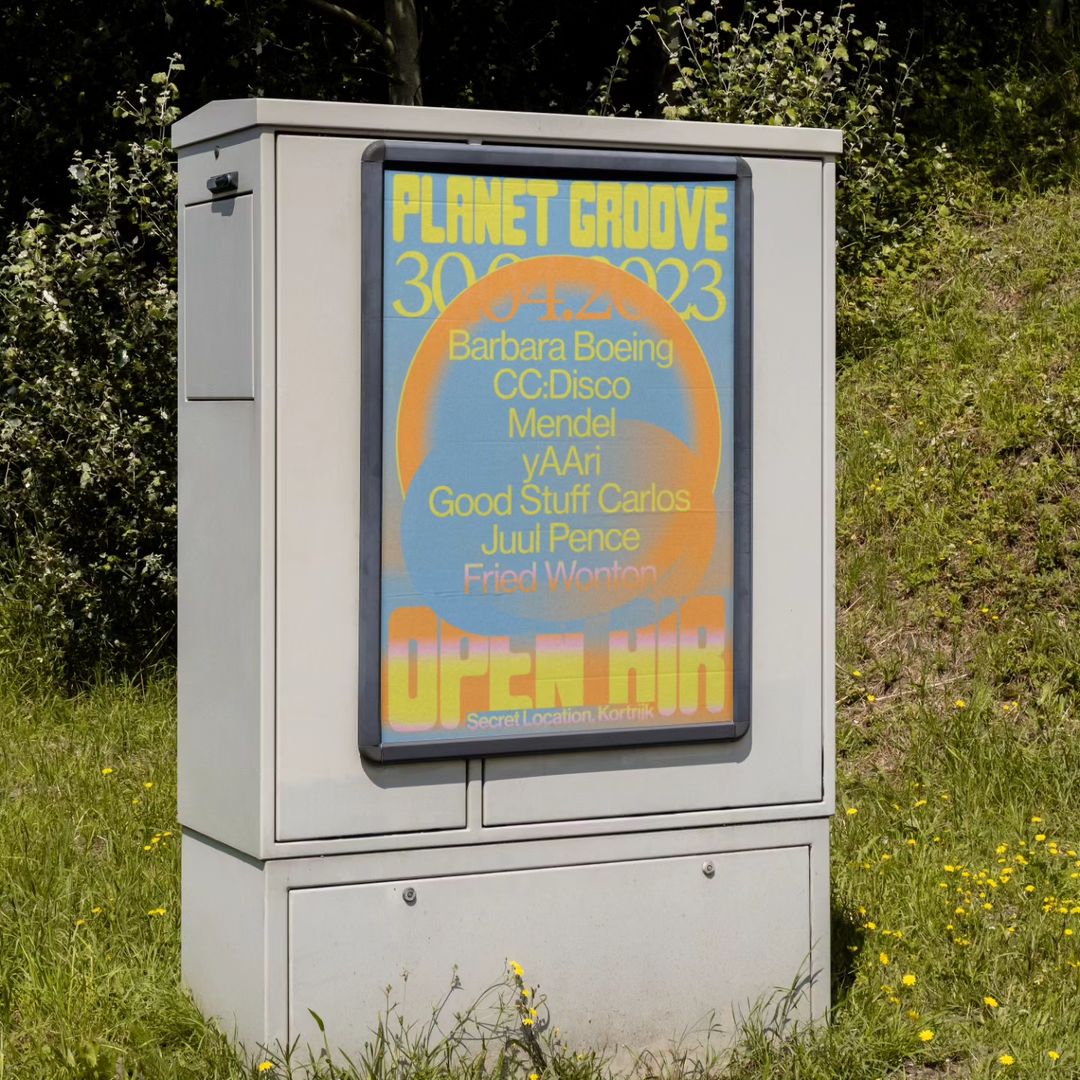 PLANET GROOVE
30.04.2023
Barbara Boeing
CC:Disco
Mendel
yAAri
Good Stuff Carlos
Juul Pence
Fried Wonton
OPEN AIR
Secret Location, Kortrijk